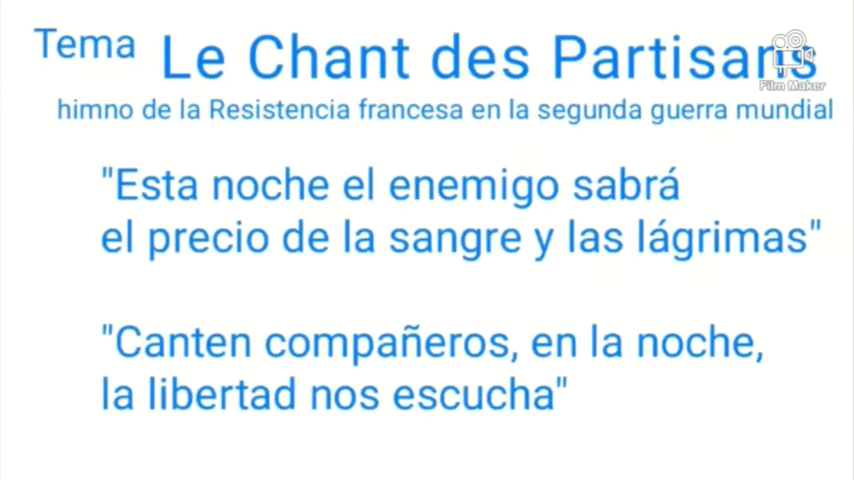 Tema Le Chant des Partisans
Film Maker
himno de la Resistencia francesa en la segunda guerra mundial
"Esta noche el enemigo sabrá
el precio de la sangre y las lágrimas"
"Canten compañeros, en la noche,
la libertad nos escucha"